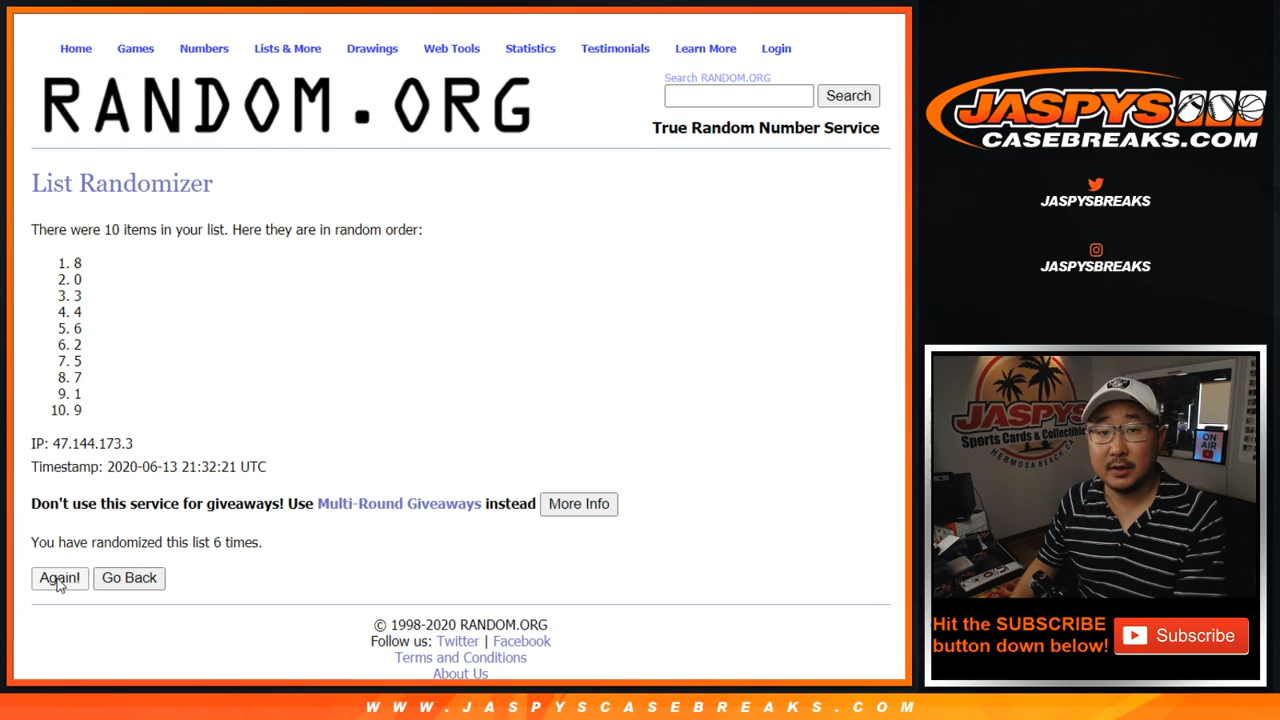 Home Games Numbers Lists & More Drawings Web Tools Statistics Testimonials Learn More Login
RANDOM.ORG
Search RANDOM.ORG
Search
True Random Number Service
List Randomizer
There were 10 items in your list. Here they are in random order:
1. 8
2. 0
3. 3
4. 4
5. 6
6. 2
7. 5
8. 7
9. 1
10. 9
IP: 47.144.173.3
Timestamp: 2020-06-13 21:32:21 UTC
Don't use this service for giveaways! Use Multi-Round Giveaways instead More Info
You have randomized this list 6 times.
Again! Go Back
© 1998-2020 RANDOM.ORG
Follow us: Twitter | Facebook
Terms and Conditions
About Us
JASPYS
CASEBREAKS.COM
JASPYSBREAKS
JASPYSBREAKS
JASPYS
Sports Cards & Collectibles
HERMOSA BEACH CA
ON AIR
Hit the SUBSCRIBE
button down below!
Subscribe
WWW.JASPYSCASEBREAKS.COM